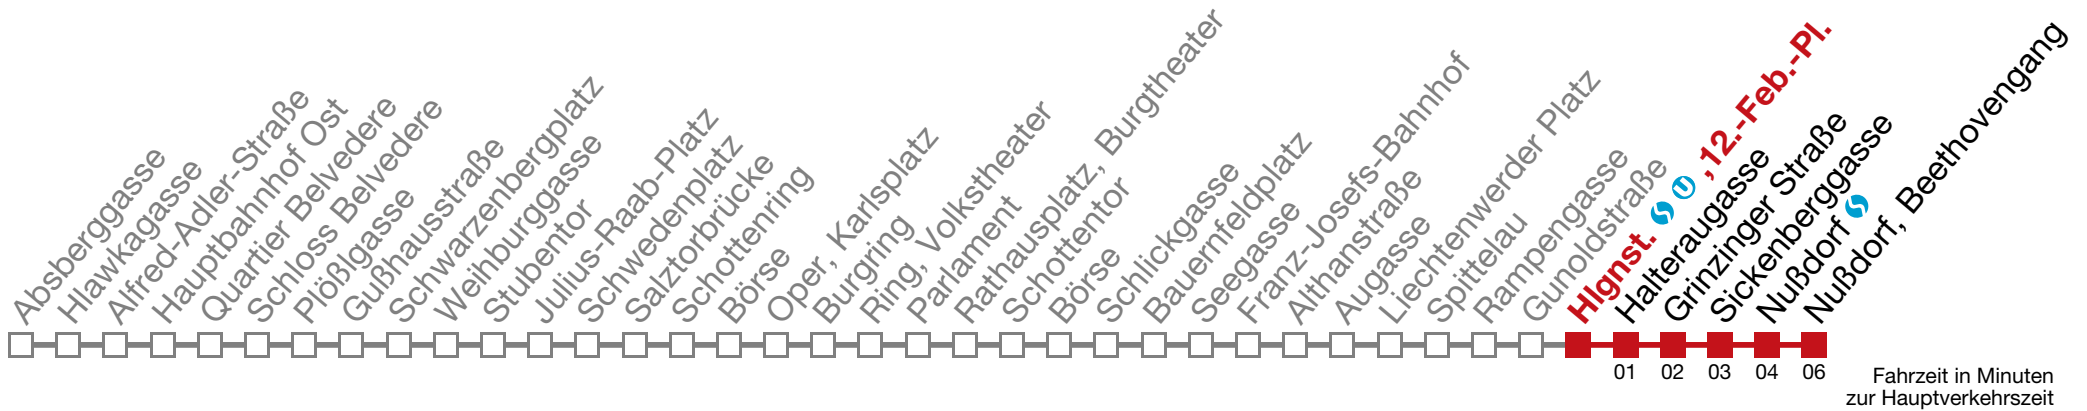 Absberggasse
Hlawkagasse
Alfred-Adler-Straße
Hauptbahnhof Ost
Quartier Belvedere
Schloss Belvedere
Plößlgasse
Gußhausstraße
Schwarzenbergplatz
Weihburggasse
Stubentor
Julius-Raab-Platz
Schwedenplatz
Salztorbrücke
Schottenring
Börse
Oper, Karlsplatz
Burgring
Ring, Volkstheater
Parlament
Rathausplatz, Burgtheater
Schottentor
Börse
Schlickgasse
Bauernfeldplatz
Seegasse
Franz-Josefs-Bahnhof
Althanstraße
Augasse
Liechtenwerder Platz
Spittelau
Rampengasse
Gunoldstraße
Hlgnst. S U ,12.-Feb.-Pl.
Halteraugasse
Grinzinger Straße
Sickenberggasse
Nußdorf S
Nußdorf, Beethovengang
01 02 03 04 06
Fahrzeit in Minuten
zur Hauptverkehrszeit